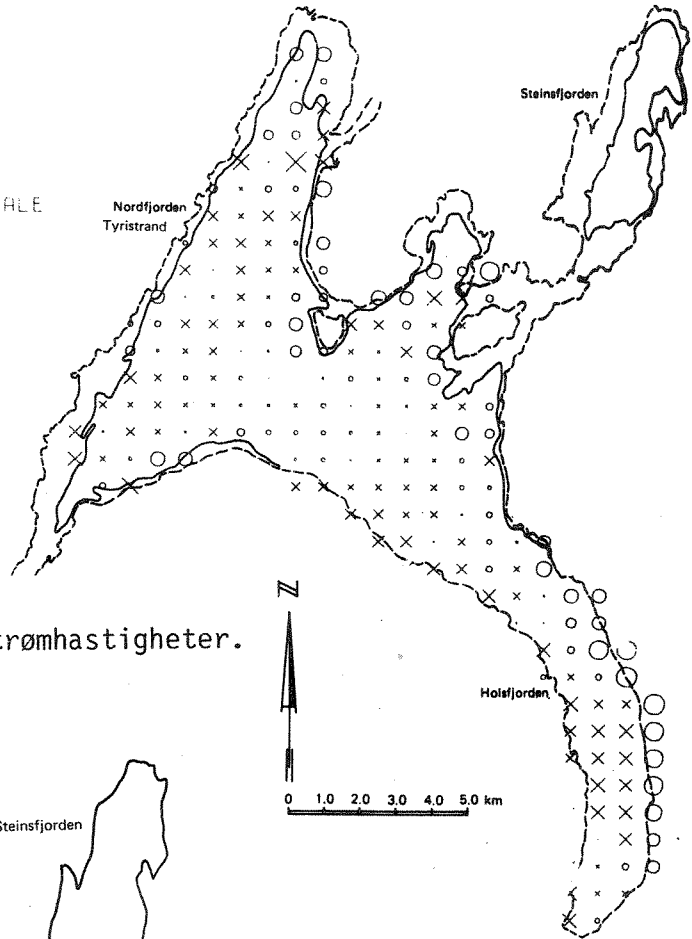 Steinsfjorden
ALE
Nordfjorden
Tyristrand
N
trømhastigheter.
Holsfjorden
0 1.0 2.0 3.0 4.0 5.0 km
Steinsfjorden